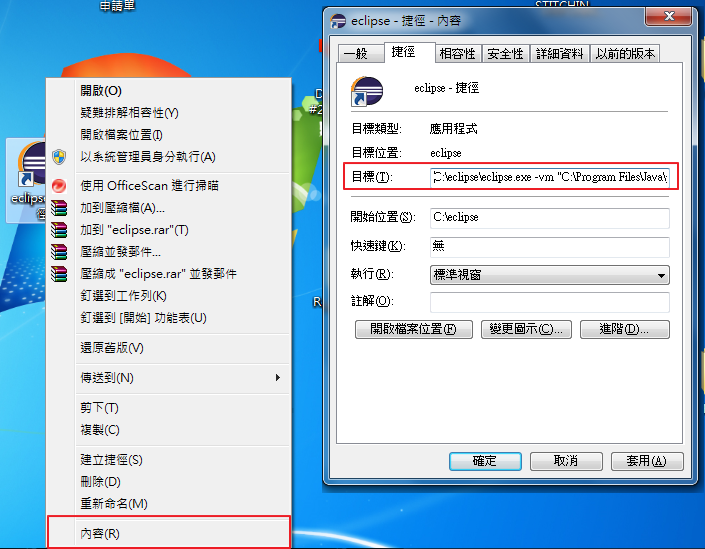 申請單
STITCHIN
eclipse
開啟(O)
疑難排解相容性(Y)
開啟檔案位置(I)
以系統管理員身分執行(A)
使用 OfficeScan 進行掃瞄
加到壓縮檔(A)...
加到 "eclipse.rar"(T)
壓縮並發郵件...
壓縮成 "eclipse.rar" 並發郵件
釘選到工作列(K)
釘選到 [開始] 功能表(U)
還原舊版(V)
傳送到(N)
剪下(T)
複製(C)
建立捷徑(S)
刪除(D)
重新命名(M)
內容(R)
eclipse - 捷徑 - 內容
一般 捷徑 相容性 安全性 詳細資料 以前的版本
eclipse - 捷徑
目標類型: 應用程式
目標位置: eclipse
目標(T): C:\eclipse\eclipse.exe -vm "C:\Program Files\Java\
開始位置(S): C:\eclipse
快速鍵(K): 無
執行(R): 標準視窗
註解(O):
開啟檔案位置(F) 變更圖示(C)... 進階(D)...
確定 取消 套用(A)